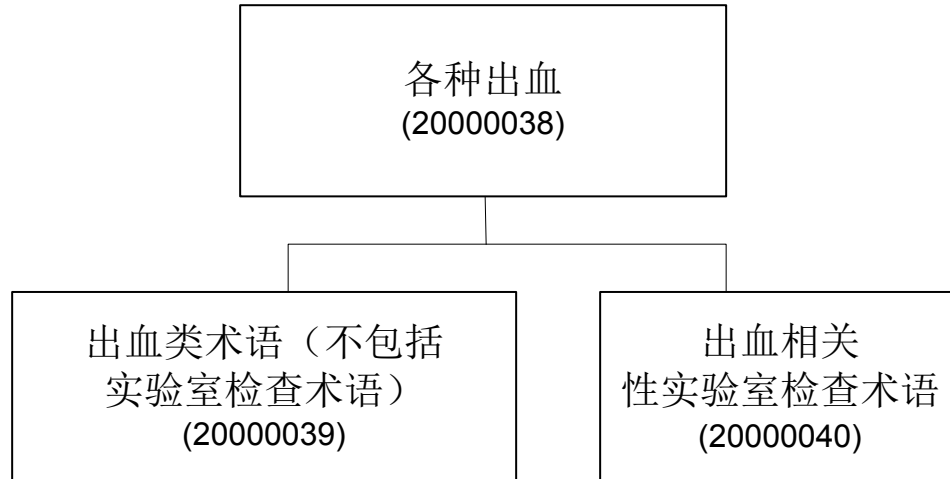 各种出血
(20000038)
出血类术语（不包括
实验室检查术语）
(20000039)
出血相关
性实验室检查术语
(20000040)